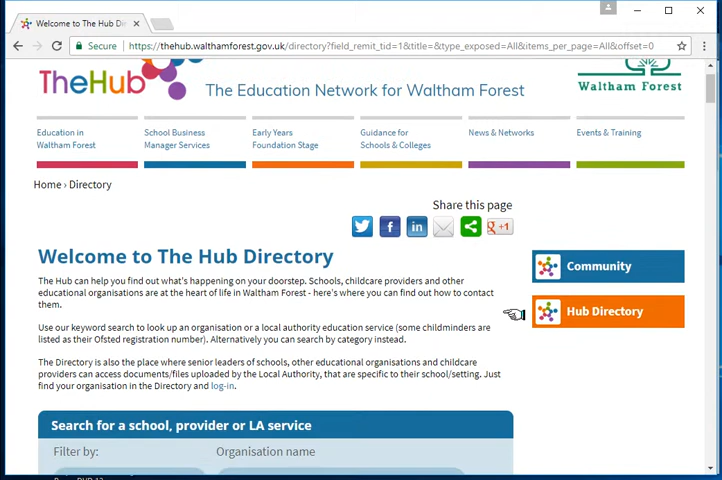 Welcome to The Hub Directory
Secure | https://thehub.walthamforest.gov.uk/directory?field_remit_tid=1&title=&type_exposed=All&items_per_page=All&offset=0
TheHub The Education Network for Waltham Forest
Waltham Forest
Education in Waltham Forest
School Business Manager Services
Early Years Foundation Stage
Guidance for Schools & Colleges
News & Networks
Events & Training
Home › Directory
Share this page
g+1
Welcome to The Hub Directory
The Hub can help you find out what's happening on your doorstep. Schools, childcare providers and other
educational organisations are at the heart of life in Waltham Forest - here's where you can find out how to contact
them.
Use our keyword search to look up an organisation or a local authority education service (some childminders are
listed as their Ofsted registration number). Alternatively you can search by category instead.
The Directory is also the place where senior leaders of schools, other educational organisations and childcare
providers can access documents/files uploaded by the Local Authority, that are specific to their school/setting. Just
find your organisation in the Directory and log-in.
Community
Hub Directory
Search for a school, provider or LA service
Filter by: Organisation name